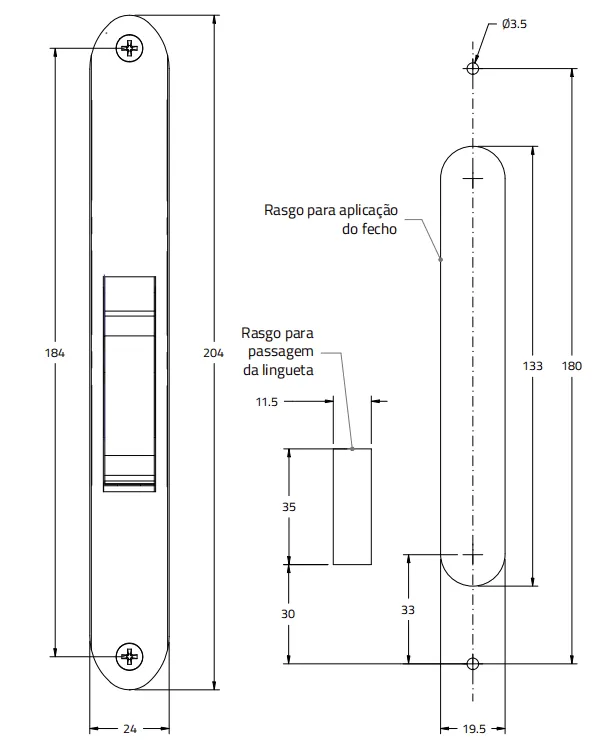 Ø3.5
Rasgo para aplicação
do fecho
Rasgo para
passagem
da lingueta
184
204
133
180
11.5
35
30
33
24
19.5